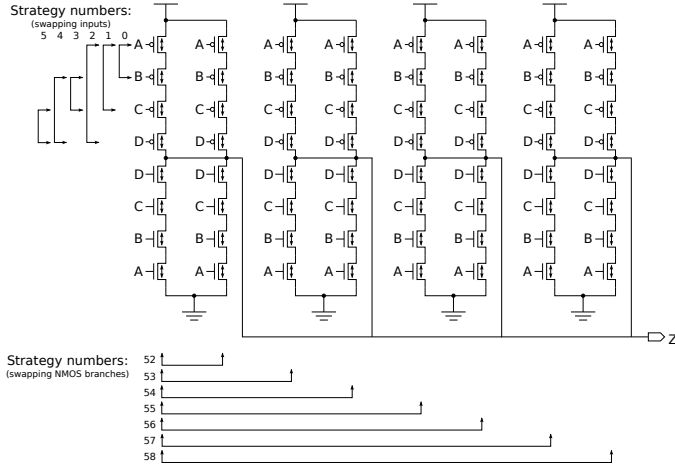 Strategy numbers:
(swapping inputs)
5 4 3 2 1 0
A A A A A A A A
B B B B B B B B
C C C C C C C C
D D D D D D D D
D D D D D D D D
C C C C C C C C
B B B B B B B B
A A A A A A A A
Z
Strategy numbers:
(swapping NMOS branches)
52
53
54
55
56
57
58